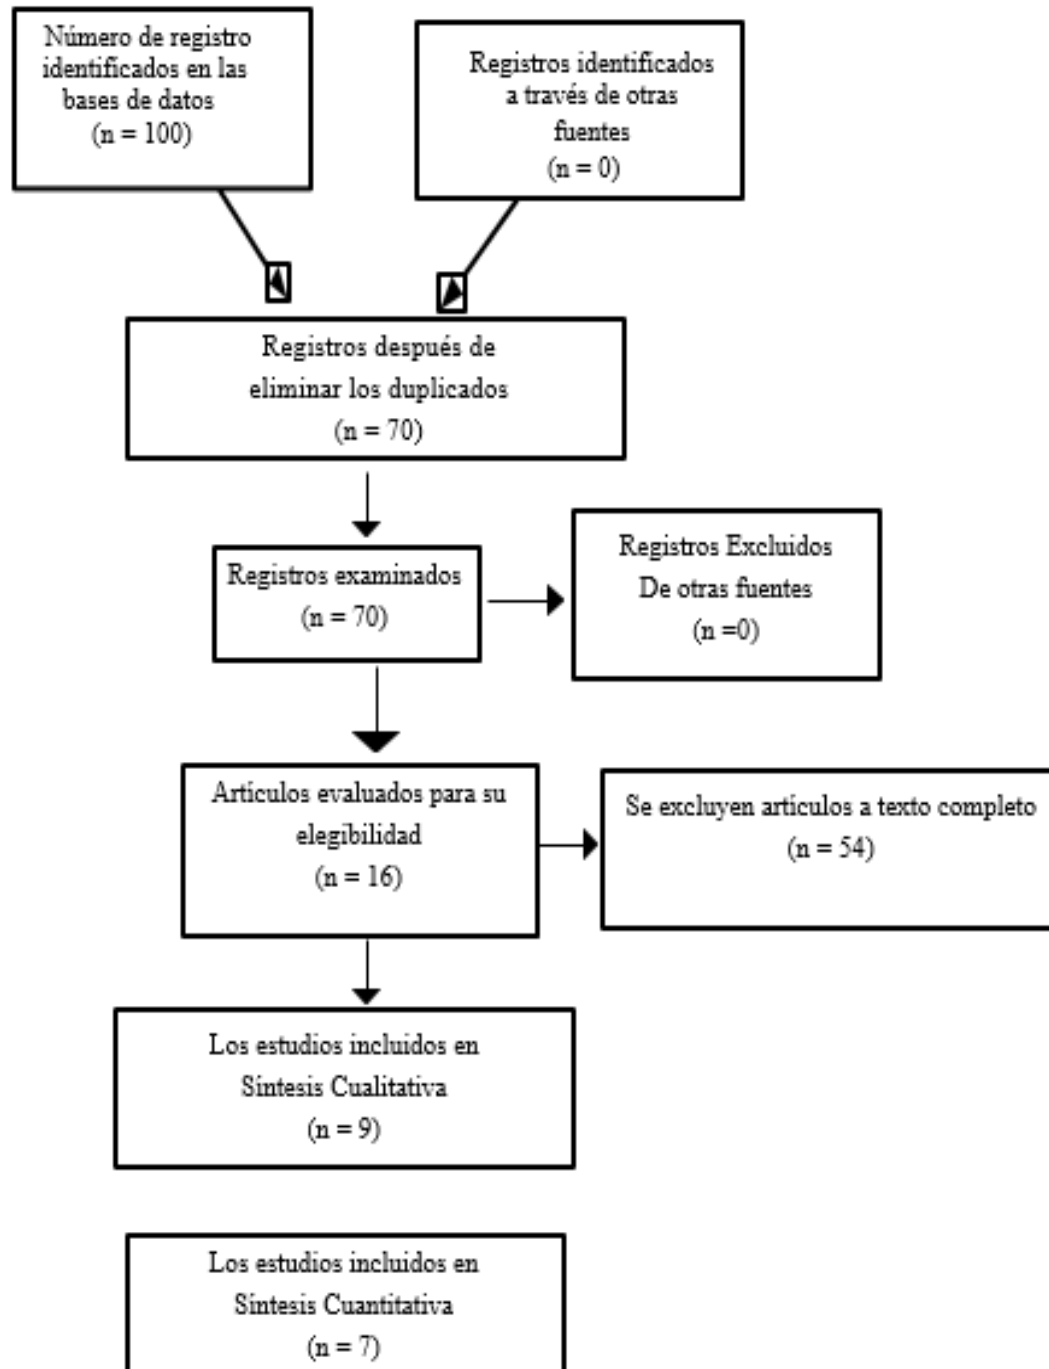 Número de registro
identificados en las
bases de datos
(n = 100)
Registros identificados
a través de otras
fuentes
(n = 0)
Registros después de
eliminar los duplicados
(n = 70)
Registros examinados
(n = 70)
Registros Excluidos
De otras fuentes
(n =0)
Artículos evaluados para su
elegibilidad
(n = 16)
Se excluyen artículos a texto completo
(n = 54)
Los estudios incluidos en
Síntesis Cualitativa
(n = 9)
Los estudios incluidos en
Síntesis Cuantitativa
(n = 7)